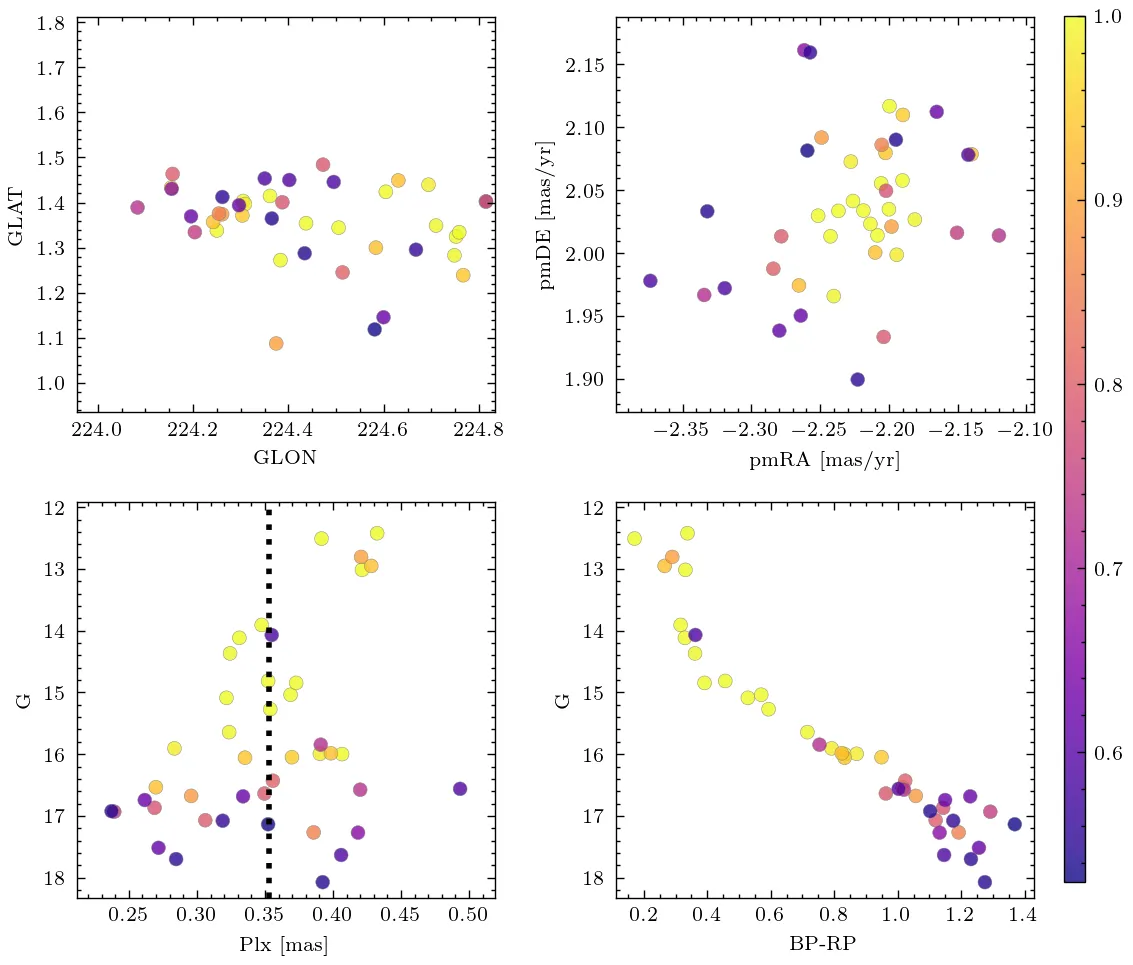 1.8
1.7
1.6
1.5
1.4
1.3
1.2
1.1
1.0
GLAT
224.0 224.2 224.4 224.6 224.8
GLON
2.15
2.10
2.05
2.00
1.95
1.90
pmDE [mas/yr]
−2.35 −2.30 −2.25 −2.20 −2.15 −2.10
pmRA [mas/yr]
12
13
14
15
16
17
18
G
0.25 0.30 0.35 0.40 0.45 0.50
Plx [mas]
12
13
14
15
16
17
18
G
0.2 0.4 0.6 0.8 1.0 1.2 1.4
BP-RP
1.0
0.9
0.8
0.7
0.6